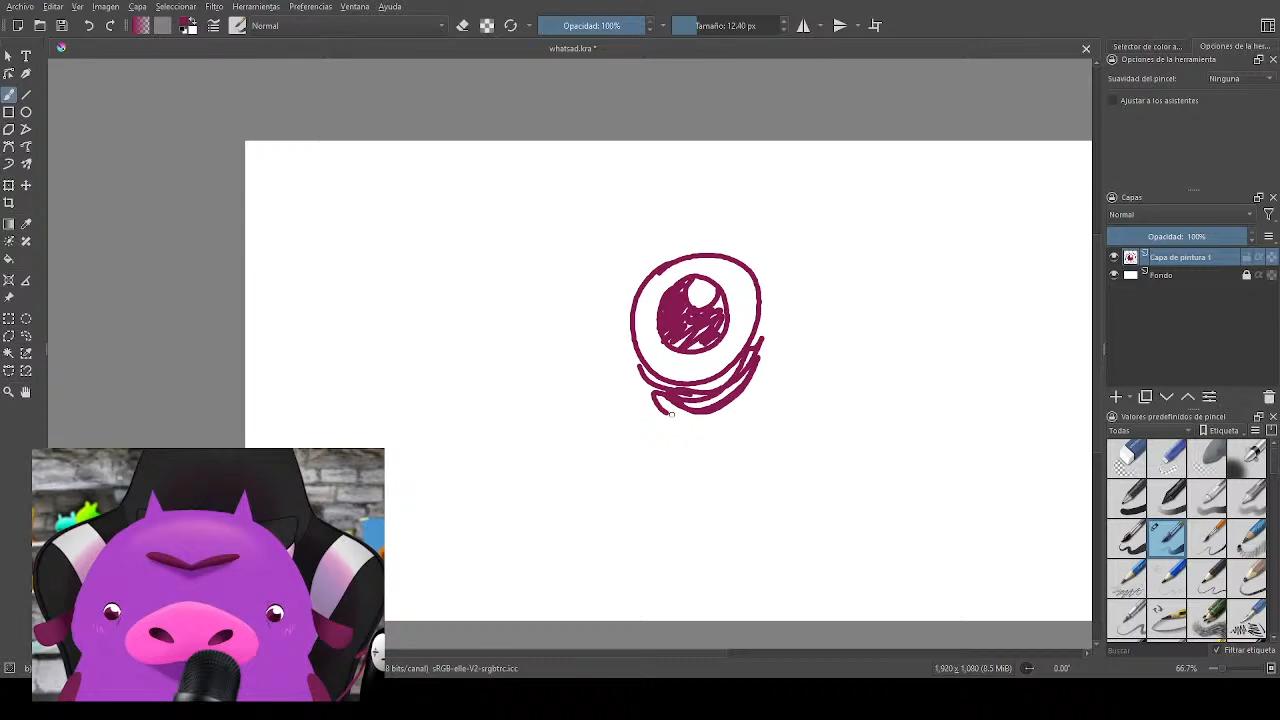 Archivo Editar Ver Imagen Capa Seleccionar Filtro Herramientas Preferencias Ventana Ayuda
Normal
Opacidad: 100%
Tamaño: 12.40 px
whatsad.kra *
Selector de color a...
Opciones de la her...
Opciones de la herramienta
Suavidad del pincel:
Ninguna
Ajustar a los asistentes
Capas
Normal
Opacidad: 100%
Capa de pintura 1
Fondo
Valores predefinidos de pincel
Todas
Etiqueta
Buscar
Filtrar etiqueta
8 bits/canal) sRGB-elle-V2-srgbtrc.icc
1,920 x 1,080 (8.5 MiB)
0.00°
66.7%